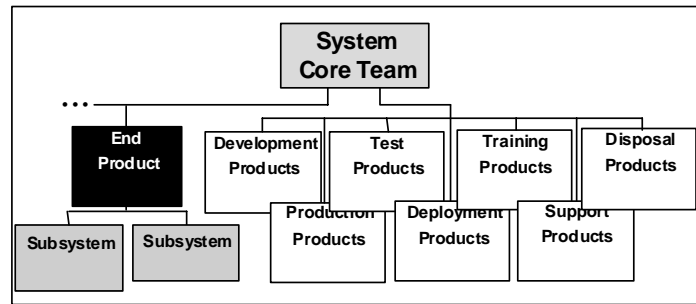 System
Core Team
...
End
Product
Development
Products
Test
Products
Training
Products
Disposal
Products
Production
Products
Deployment
Products
Support
Products
Subsystem
Subsystem